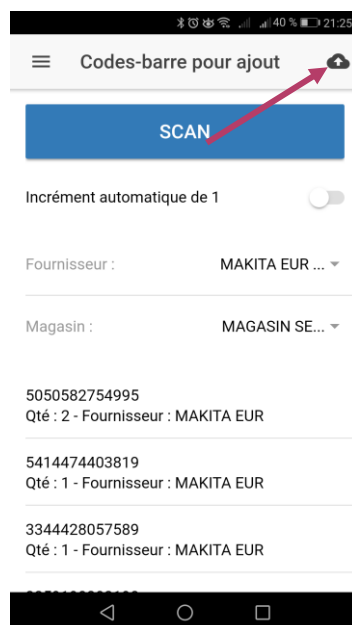 40 % 21:25
Codes-barre pour ajout
SCAN
Incrément automatique de 1
Fournisseur : MAKITA EUR ...
Magasin : MAGASIN SE...
5050582754995
Qté : 2 - Fournisseur : MAKITA EUR
5414474403819
Qté : 1 - Fournisseur : MAKITA EUR
3344428057589
Qté : 1 - Fournisseur : MAKITA EUR